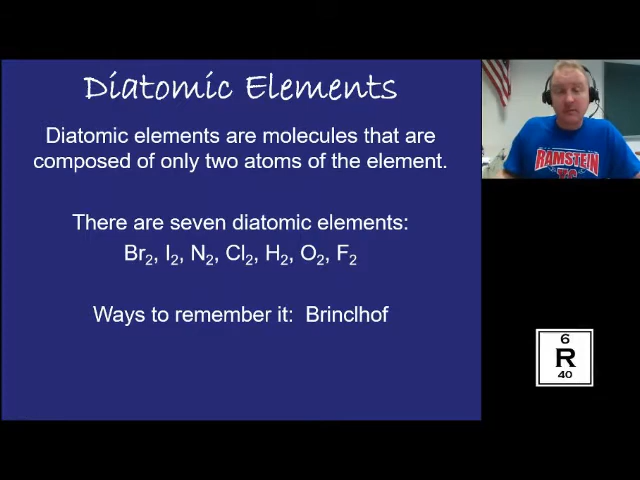 Diatomic Elements
Diatomic elements are molecules that are
composed of only two atoms of the element.
There are seven diatomic elements:
Br₂, I₂, N₂, Cl₂, H₂, O₂, F₂
Ways to remember it: Brinclhof
RAMSTEIN
6
R
40